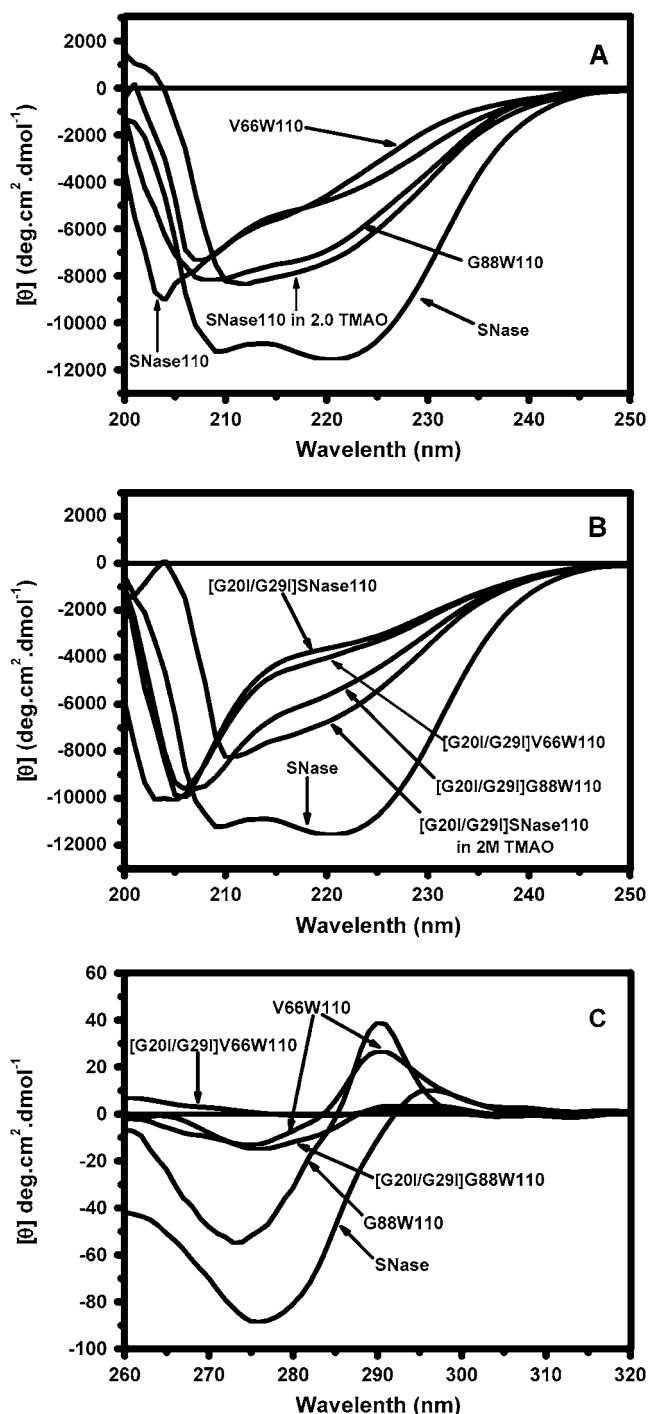 A
2000
0
-2000
-4000
-6000
-8000
-10000
-12000
[θ] (deg.cm².dmol⁻¹)
V66W110
G88W110
SNase110 in 2.0 TMAO
SNase
SNase110
200 210 220 230 240 250
Wavelenth (nm)
B
2000
0
-2000
-4000
-6000
-8000
-10000
-12000
[θ] (deg.cm².dmol⁻¹)
[G20I/G29I]SNase110
[G20I/G29I]V66W110
SNase
[G20I/G29I]G88W110
[G20I/G29I]SNase110
in 2M TMAO
200 210 220 230 240 250
Wavelenth (nm)
C
60
40
20
0
-20
-40
-60
-80
-100
[θ] deg.cm².dmol⁻¹
V66W110
[G20I/G29I]V66W110
[G20I/G29I]G88W110
G88W110
SNase
260 270 280 290 300 310 320
Wavelenth (nm)